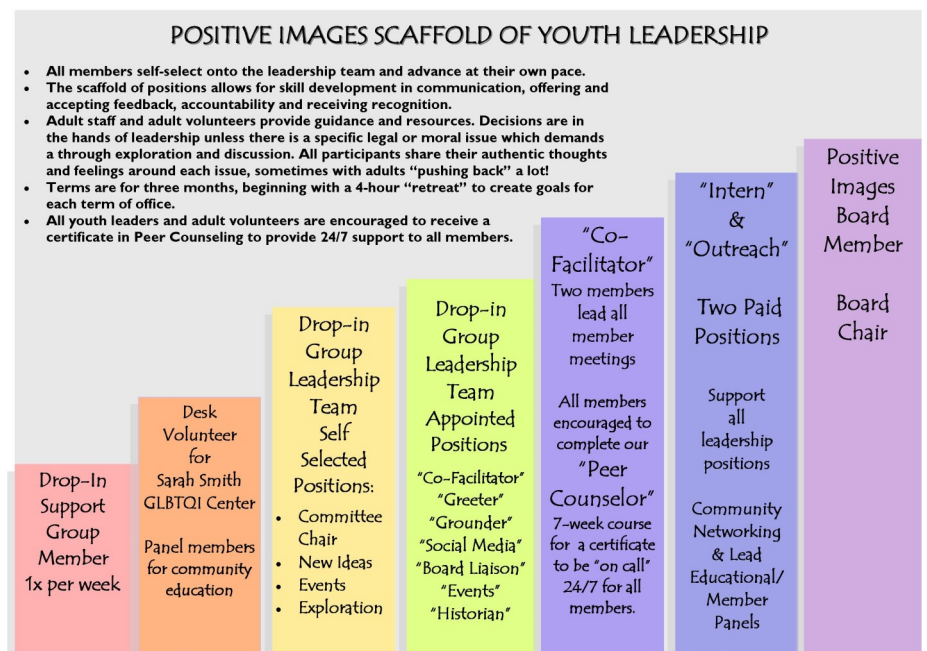 POSITIVE IMAGES SCAFFOLD OF YOUTH LEADERSHIP
• All members self-select onto the leadership team and advance at their own pace.
• The scaffold of positions allows for skill development in communication, offering and
accepting feedback, accountability and receiving recognition.
• Adult staff and adult volunteers provide guidance and resources. Decisions are in
the hands of leadership unless there is a specific legal or moral issue which demands
a through exploration and discussion. All participants share their authentic thoughts
and feelings around each issue, sometimes with adults “pushing back” a lot!
• Terms are for three months, beginning with a 4-hour “retreat” to create goals for
each term of office.
• All youth leaders and adult volunteers are encouraged to receive a
certificate in Peer Counseling to provide 24/7 support to all members.
Drop-In
Support
Group
Member
1x per week
Desk
Volunteer
for
Sarah Smith
GLBTQI Center
Panel members
for community
education
Drop-in
Group
Leadership
Team
Self
Selected
Positions:
• Committee
Chair
• New Ideas
• Events
• Exploration
Drop-in
Group
Leadership
Team
Appointed
Positions
“Co-Facilitator”
“Greeter”
“Grounder”
“Social Media”
“Board Liaison”
“Events”
“Historian”
“Co-
Facilitator”
Two members
lead all
member
meetings
All members
encouraged to
complete our
“Peer
Counselor”
7-week course
for a certificate
to be “on call”
24/7 for all
members.
“Intern”
&
“Outreach”
Two Paid
Positions
Support
all
leadership
positions
Community
Networking
& Lead
Educational/
Member
Panels
Positive
Images
Board
Member
Board
Chair